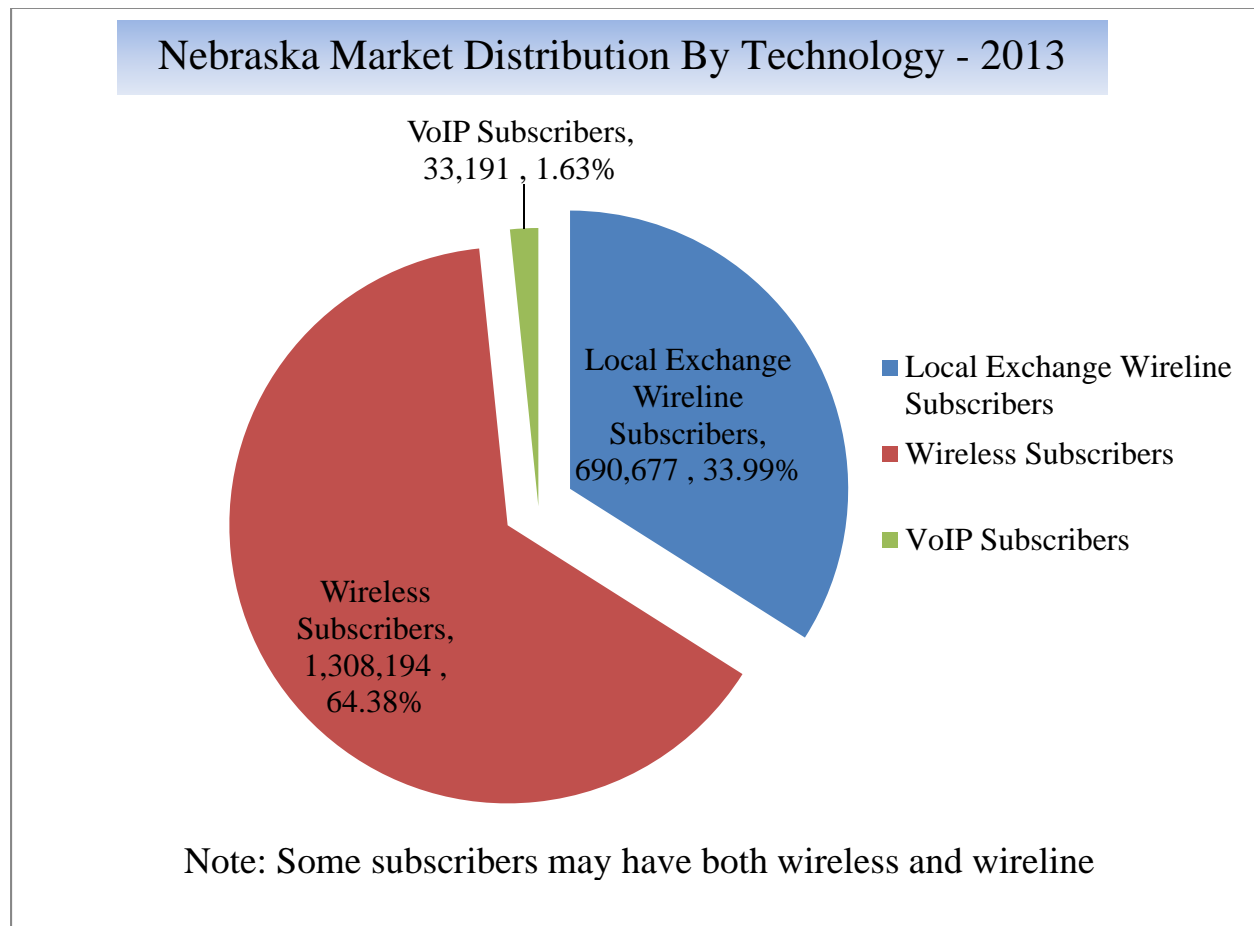 Nebraska Market Distribution By Technology - 2013
VoIP Subscribers,
33,191 , 1.63%
Local Exchange
Wireline
Subscribers,
690,677 , 33.99%
Wireless
Subscribers,
1,308,194 ,
64.38%
Local Exchange Wireline
Subscribers
Wireless Subscribers
VoIP Subscribers
Note: Some subscribers may have both wireless and wireline